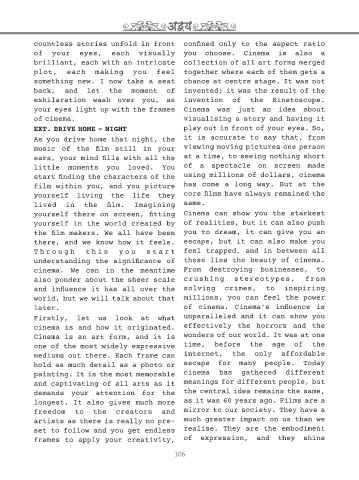 अद्वय
countless stories unfold in front
of your eyes, each visually
brilliant, each with an intricate
plot, each making you feel
something new. I now take a seat
back, and let the moment of
exhilaration wash over you, as
your eyes light up with the frames
of cinema.
EXT. DRIVE HOME – NIGHT
As you drive home that night, the
music of the film still in your
ears, your mind fills with all the
little moments you loved. You
start finding the characters of the
film within you, and you picture
yourself living the life they
lived in the film. Imagining
yourself there on screen, fitting
yourself in the world created by
the film makers. We all have been
there, and we know how it feels.
Through this you start
understanding the significance of
cinema. We can in the meantime
also ponder about the sheer scale
and influence it has all over the
world, but we will talk about that
later.
Firstly, let us look at what
cinema is and how it originated.
Cinema is an art form, and it is
one of the most widely expressive
mediums out there. Each frame can
hold as much detail as a photo or
painting. It is the most memorable
and captivating of all arts as it
demands your attention for the
longest. It also gives much more
freedom to the creators and
artists as there is really no pre-
set to follow and you get endless
frames to apply your creativity,
confined only to the aspect ratio
you choose. Cinema is also a
collection of all art forms merged
together where each of them gets a
chance at centre stage. It was not
invented; it was the result of the
invention of the Kinetoscope.
Cinema was just an idea about
visualising a story and having it
play out in front of your eyes. So,
it is accurate to say that, from
viewing moving pictures one person
at a time, to seeing nothing short
of a spectacle on screen made
using millions of dollars, cinema
has come a long way. But at the
core films have always remained the
same.
Cinema can show you the starkest
of realities, but it can also push
you to dream, it can give you an
escape, but it can also make you
feel trapped, and in between all
these lies the beauty of cinema.
From destroying businesses, to
crushing stereotypes, from
solving crimes, to inspiring
millions, you can feel the power
of cinema. Cinema's influence is
unparalleled and it can show you
effectively the horrors and the
wonders of our world. It was at one
time, before the age of the
internet, the only affordable
escape for many people. Today
cinema has gathered different
meanings for different people, but
the central idea remains the same,
as it was 60 years ago. Films are a
mirror to our society. They have a
much greater impact on us than we
realise. They are the embodiment
of expression, and they shine
106